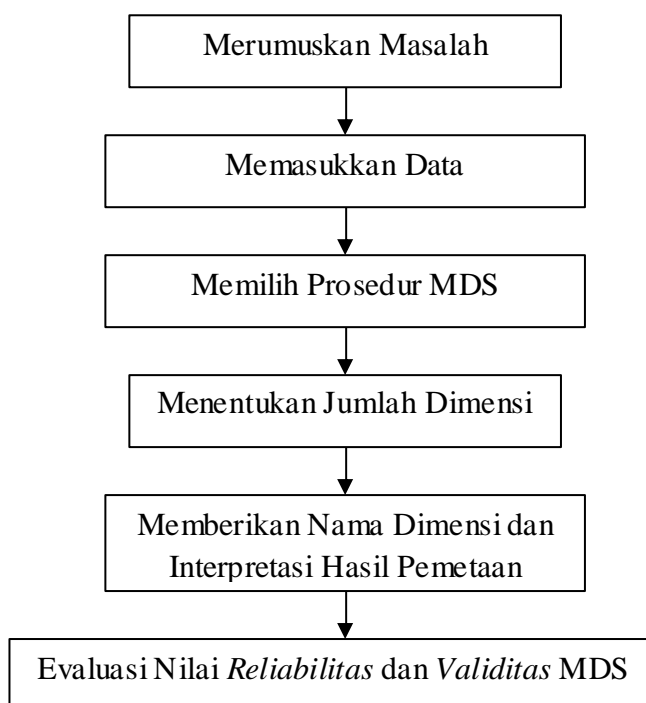 Merumuskan Masalah
Memasukkan Data
Memilih Prosedur MDS
Menentukan Jumlah Dimensi
Memberikan Nama Dimensi dan
Interpretasi Hasil Pemetaan
Evaluasi Nilai Reliabilitas dan Validitas MDS